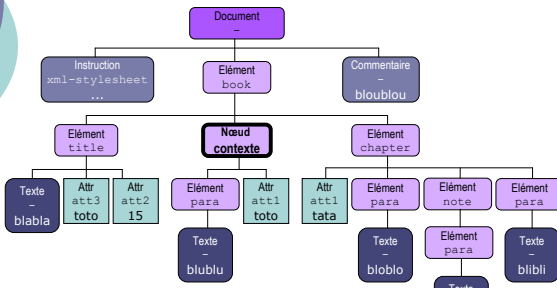 Document
–
Instruction
xml-stylesheet
...
Elément
book
Commentaire
–
bloublou
Elément
title
Nœud
contexte
Elément
chapter
Texte
–
blabla
Attr
att3
toto
Attr
att2
15
Elément
para
Attr
att1
toto
Attr
att1
tata
Elément
para
Elément
note
Elément
para
Texte
–
blublu
Texte
–
bloblo
Elément
para
Texte
–
blibli
Texte